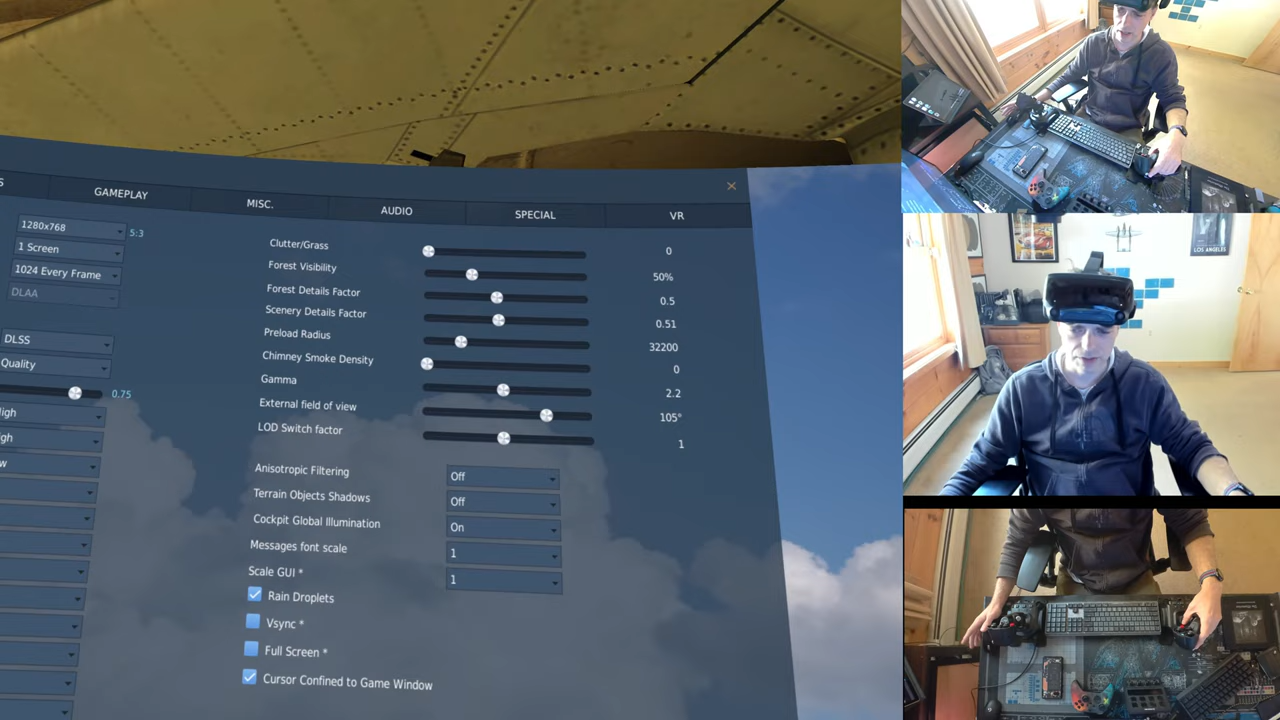 GAMEPLAY
MISC.
AUDIO
SPECIAL
VR
×
1280x768
5:3
1 Screen
1024 Every Frame
DLAA
DLSS
Quality
0.75
Clutter/Grass
0
Forest Visibility
50%
Forest Details Factor
0.5
Scenery Details Factor
0.51
Preload Radius
32200
Chimney Smoke Density
0
Gamma
2.2
External field of view
105°
LOD Switch factor
1
Anisotropic Filtering
Off
Terrain Objects Shadows
Off
Cockpit Global Illumination
On
Messages font scale
1
Scale GUI *
1
Rain Droplets
Vsync *
Full Screen *
Cursor Confined to Game Window
LOS ANGELES